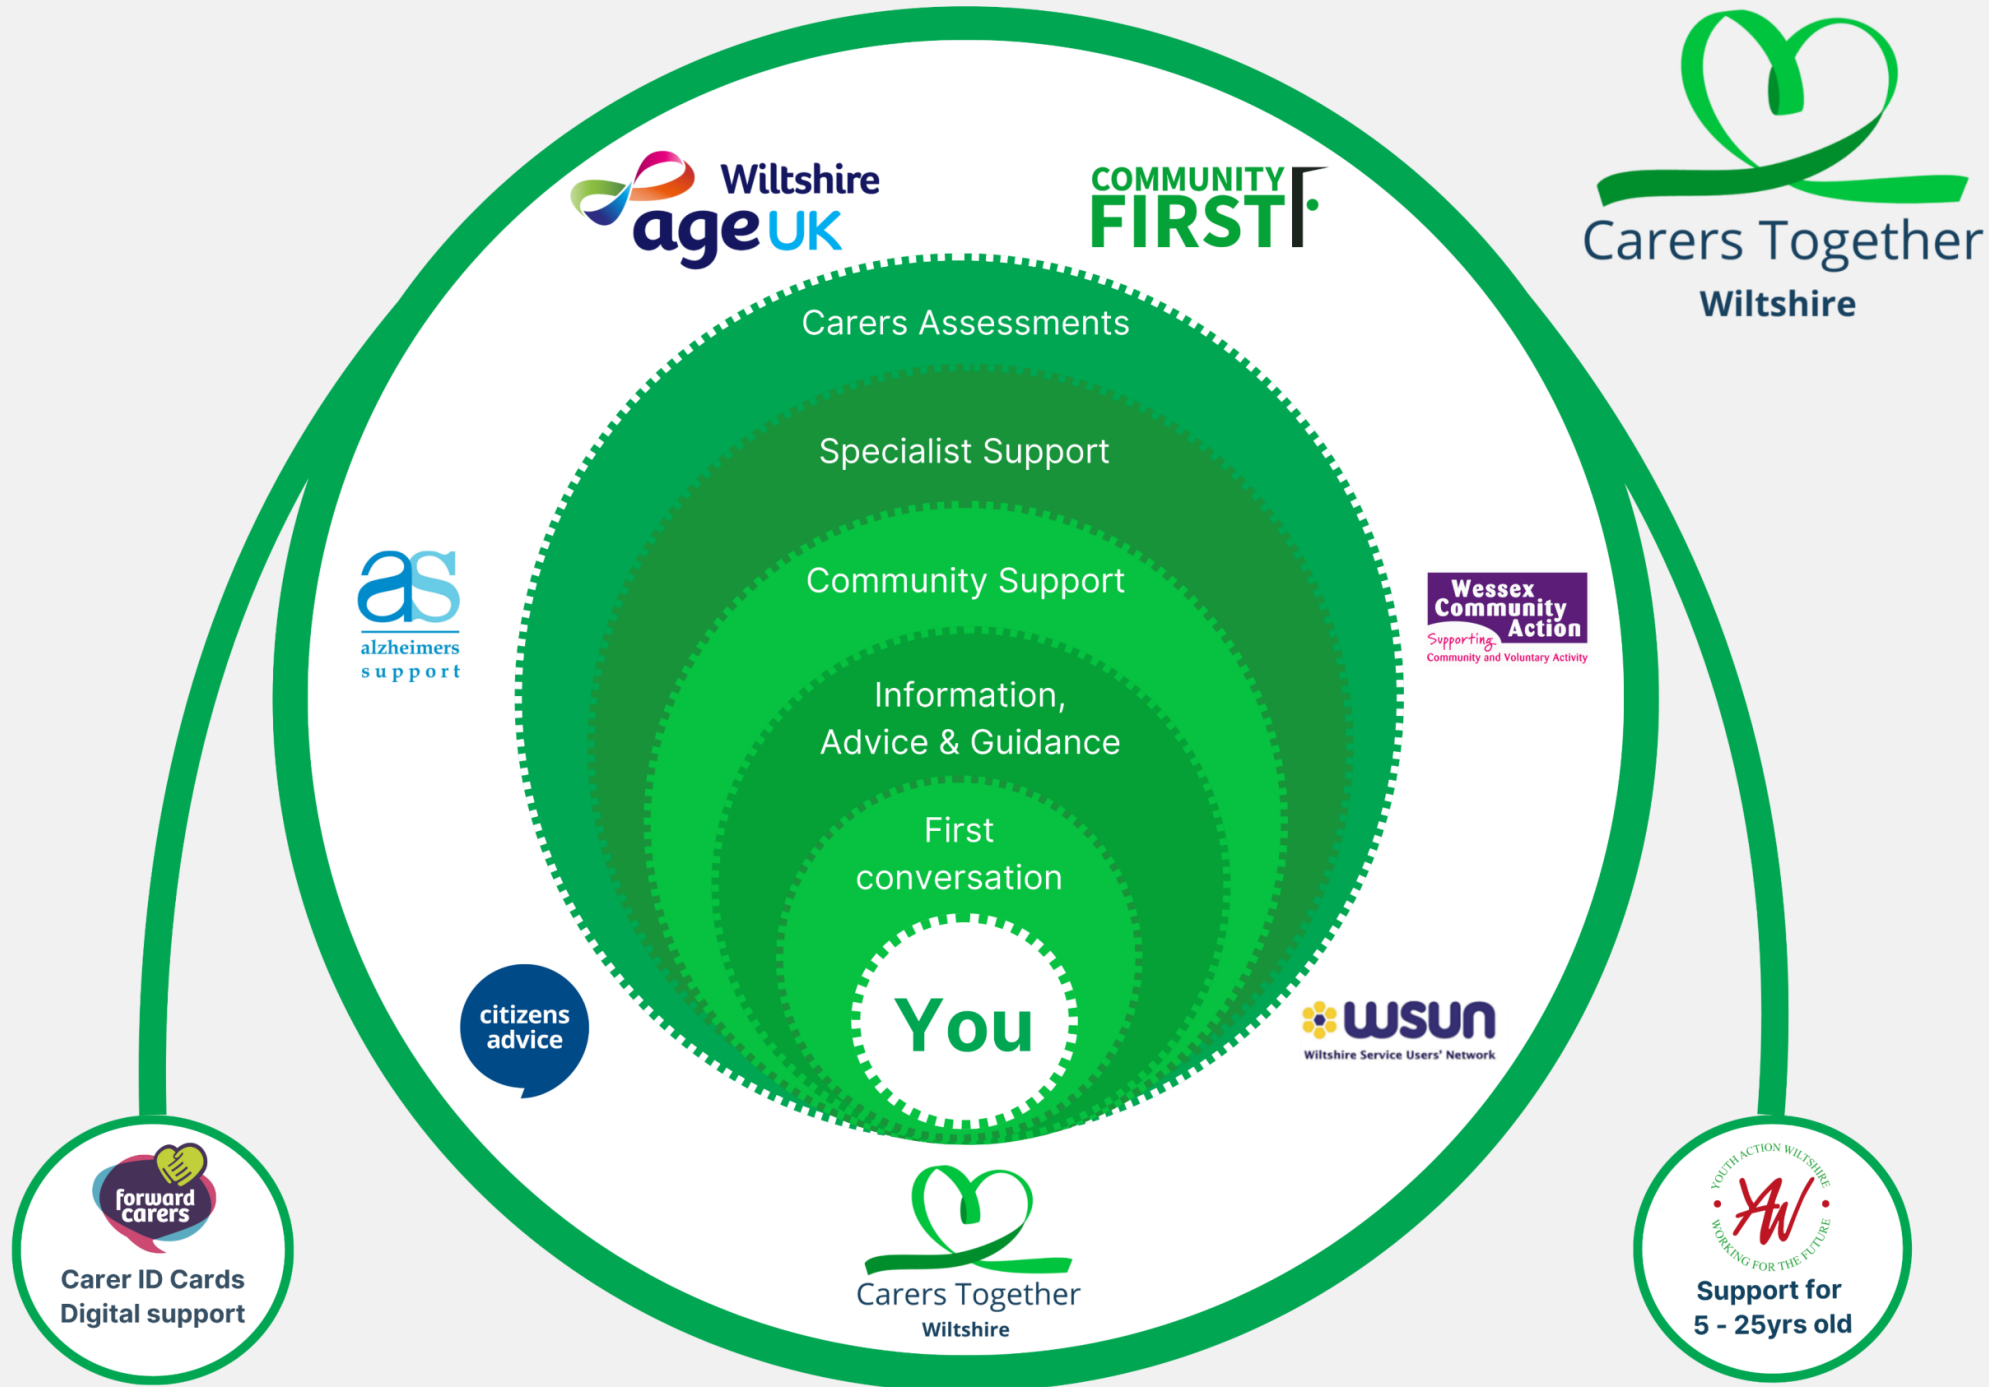 Wiltshire
ageUK
COMMUNITY
FIRST
Carers Together
Wiltshire
Carers Assessments
Specialist Support
Community Support
Information,
Advice & Guidance
First
conversation
You
as
alzheimers
support
Wessex
Community
Action
Supporting
Community and Voluntary Activity
citizens
advice
wsun
Wiltshire Service Users' Network
Carers Together
Wiltshire
forward
carers
Carer ID Cards
Digital support
YOUTH ACTION WILTSHIRE
YAW
WORKING FOR THE FUTURE
Support for
5 - 25yrs old